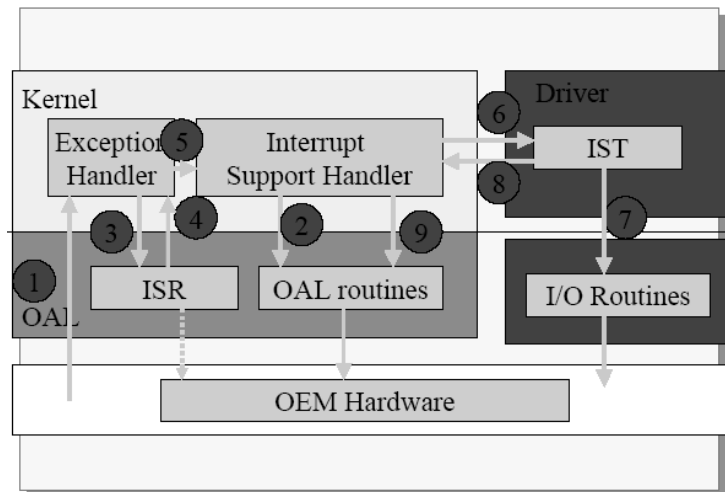 Kernel
Driver
6
5
Exception
Handler
Interrupt
Support Handler
IST
8
3
4
2
9
7
1
OAL
ISR
OAL routines
I/O Routines
OEM Hardware